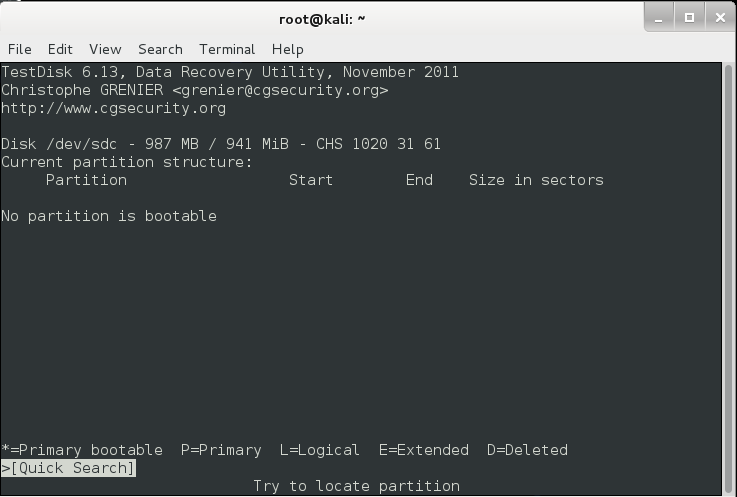 root@kali: ~
File Edit View Search Terminal Help
TestDisk 6.13, Data Recovery Utility, November 2011
Christophe GRENIER <grenier@cgsecurity.org>
http://www.cgsecurity.org
Disk /dev/sdc - 987 MB / 941 MiB - CHS 1020 31 61
Current partition structure:
Partition Start End Size in sectors
No partition is bootable
*=Primary bootable P=Primary L=Logical E=Extended D=Deleted
>[Quick Search]
Try to locate partition